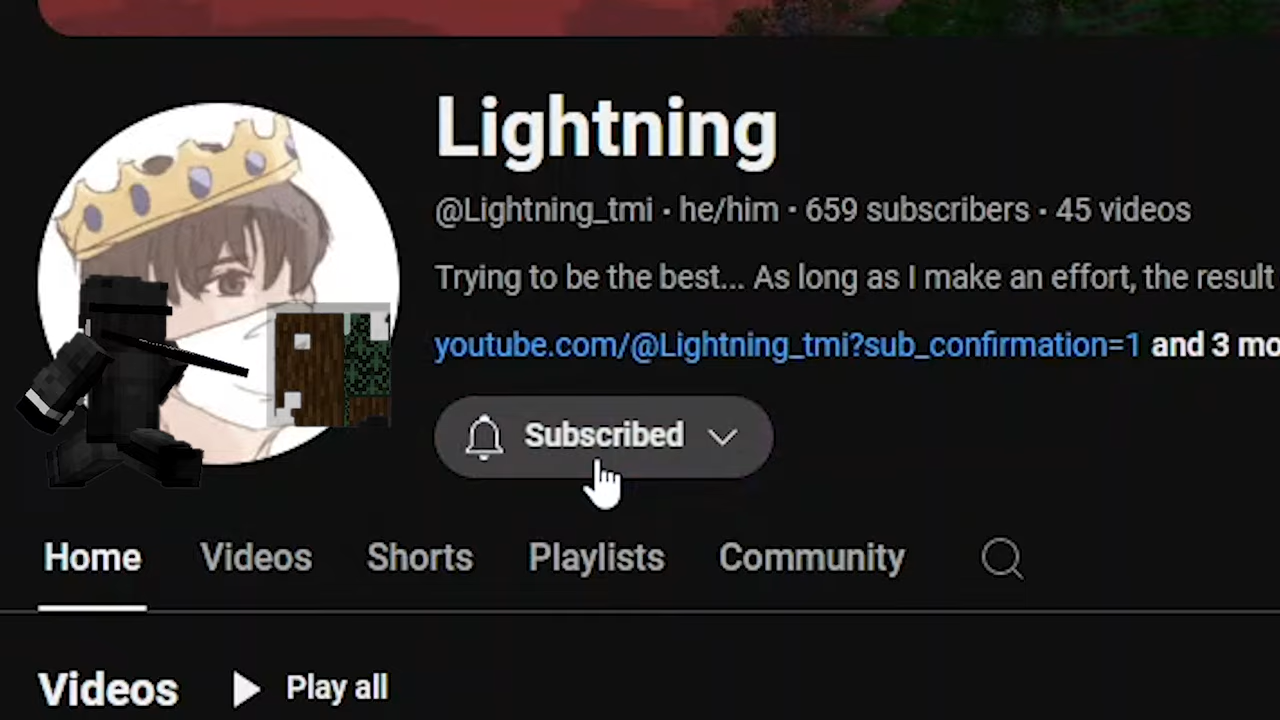 Lightning
@Lightning_tmi · he/him · 659 subscribers · 45 videos
Trying to be the best... As long as I make an effort, the result
youtube.com/@Lightning_tmi?sub_confirmation=1 and 3 mo
Subscribed
Home Videos Shorts Playlists Community
Videos Play all